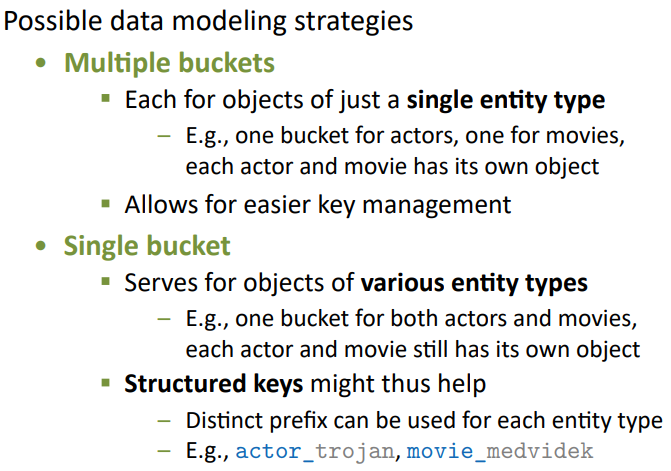 Possible data modeling strategies
• Multiple buckets
▪ Each for objects of just a single entity type
– E.g., one bucket for actors, one for movies,
each actor and movie has its own object
▪ Allows for easier key management
• Single bucket
▪ Serves for objects of various entity types
– E.g., one bucket for both actors and movies,
each actor and movie still has its own object
▪ Structured keys might thus help
– Distinct prefix can be used for each entity type
– E.g., actor_trojan, movie_medvidek